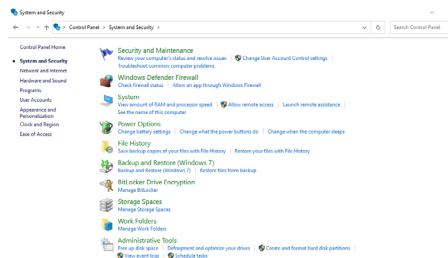 System and Security
Control Panel > System and Security >
Search Control Panel
Control Panel Home
System and Security
Network and Internet
Hardware and Sound
Programs
User Accounts
Appearance and
Personalization
Clock and Region
Ease of Access
Security and Maintenance
Review your computer's status and resolve issues | Change User Account Control settings |
Troubleshoot common computer problems
Windows Defender Firewall
Check firewall status | Allow an app through Windows Firewall
System
View amount of RAM and processor speed | Allow remote access | Launch remote assistance |
See the name of this computer
Power Options
Change battery settings | Change what the power buttons do | Change when the computer sleeps
File History
Save backup copies of your files with File History | Restore your files with File History
Backup and Restore (Windows 7)
Backup and Restore (Windows 7) | Restore files from backup
BitLocker Drive Encryption
Manage BitLocker
Storage Spaces
Manage Storage Spaces
Work Folders
Manage Work Folders
Administrative Tools
Free up disk space | Defragment and optimize your drives | Create and format hard disk partitions |
View event logs | Schedule tasks